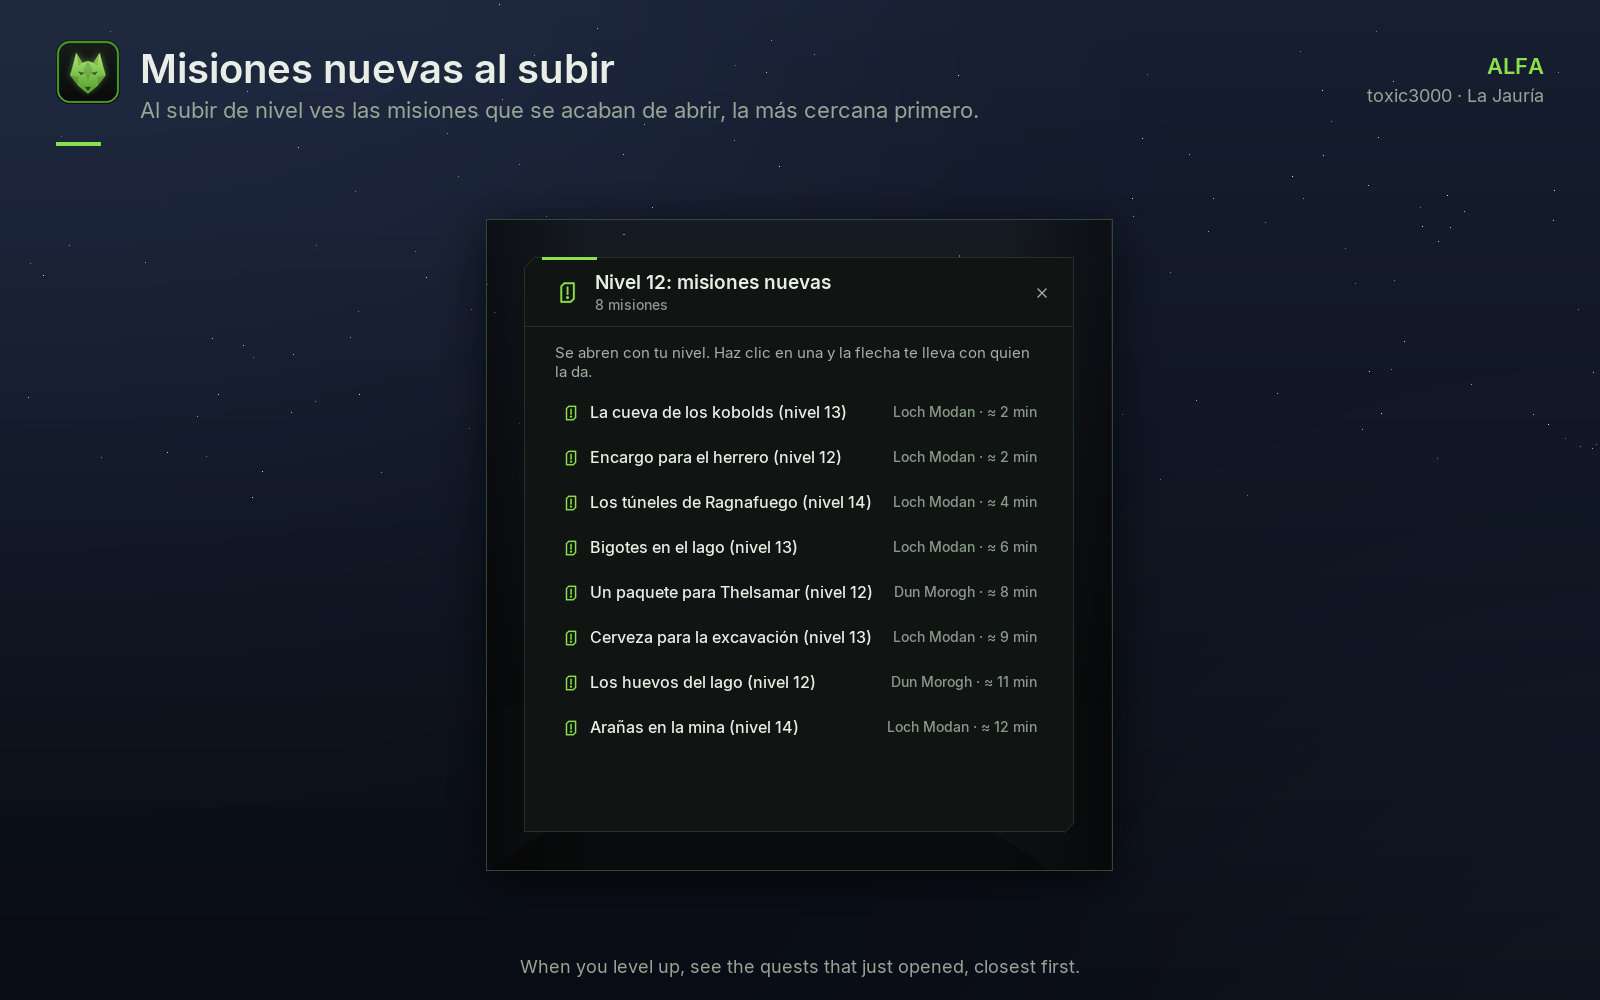 Misiones nuevas al subir
Al subir de nivel ves las misiones que se acaban de abrir, la más cercana primero.
ALFA
toxic3000 · La Jauría
Nivel 12: misiones nuevas
8 misiones
×
Se abren con tu nivel. Haz clic en una y la flecha te lleva con quien
la da.
La cueva de los kobolds (nivel 13) Loch Modan · ≈ 2 min
Encargo para el herrero (nivel 12) Loch Modan · ≈ 2 min
Los túneles de Ragnafuego (nivel 14) Loch Modan · ≈ 4 min
Bigotes en el lago (nivel 13) Loch Modan · ≈ 6 min
Un paquete para Thelsamar (nivel 12) Dun Morogh · ≈ 8 min
Cerveza para la excavación (nivel 13) Loch Modan · ≈ 9 min
Los huevos del lago (nivel 12) Dun Morogh · ≈ 11 min
Arañas en la mina (nivel 14) Loch Modan · ≈ 12 min
When you level up, see the quests that just opened, closest first.